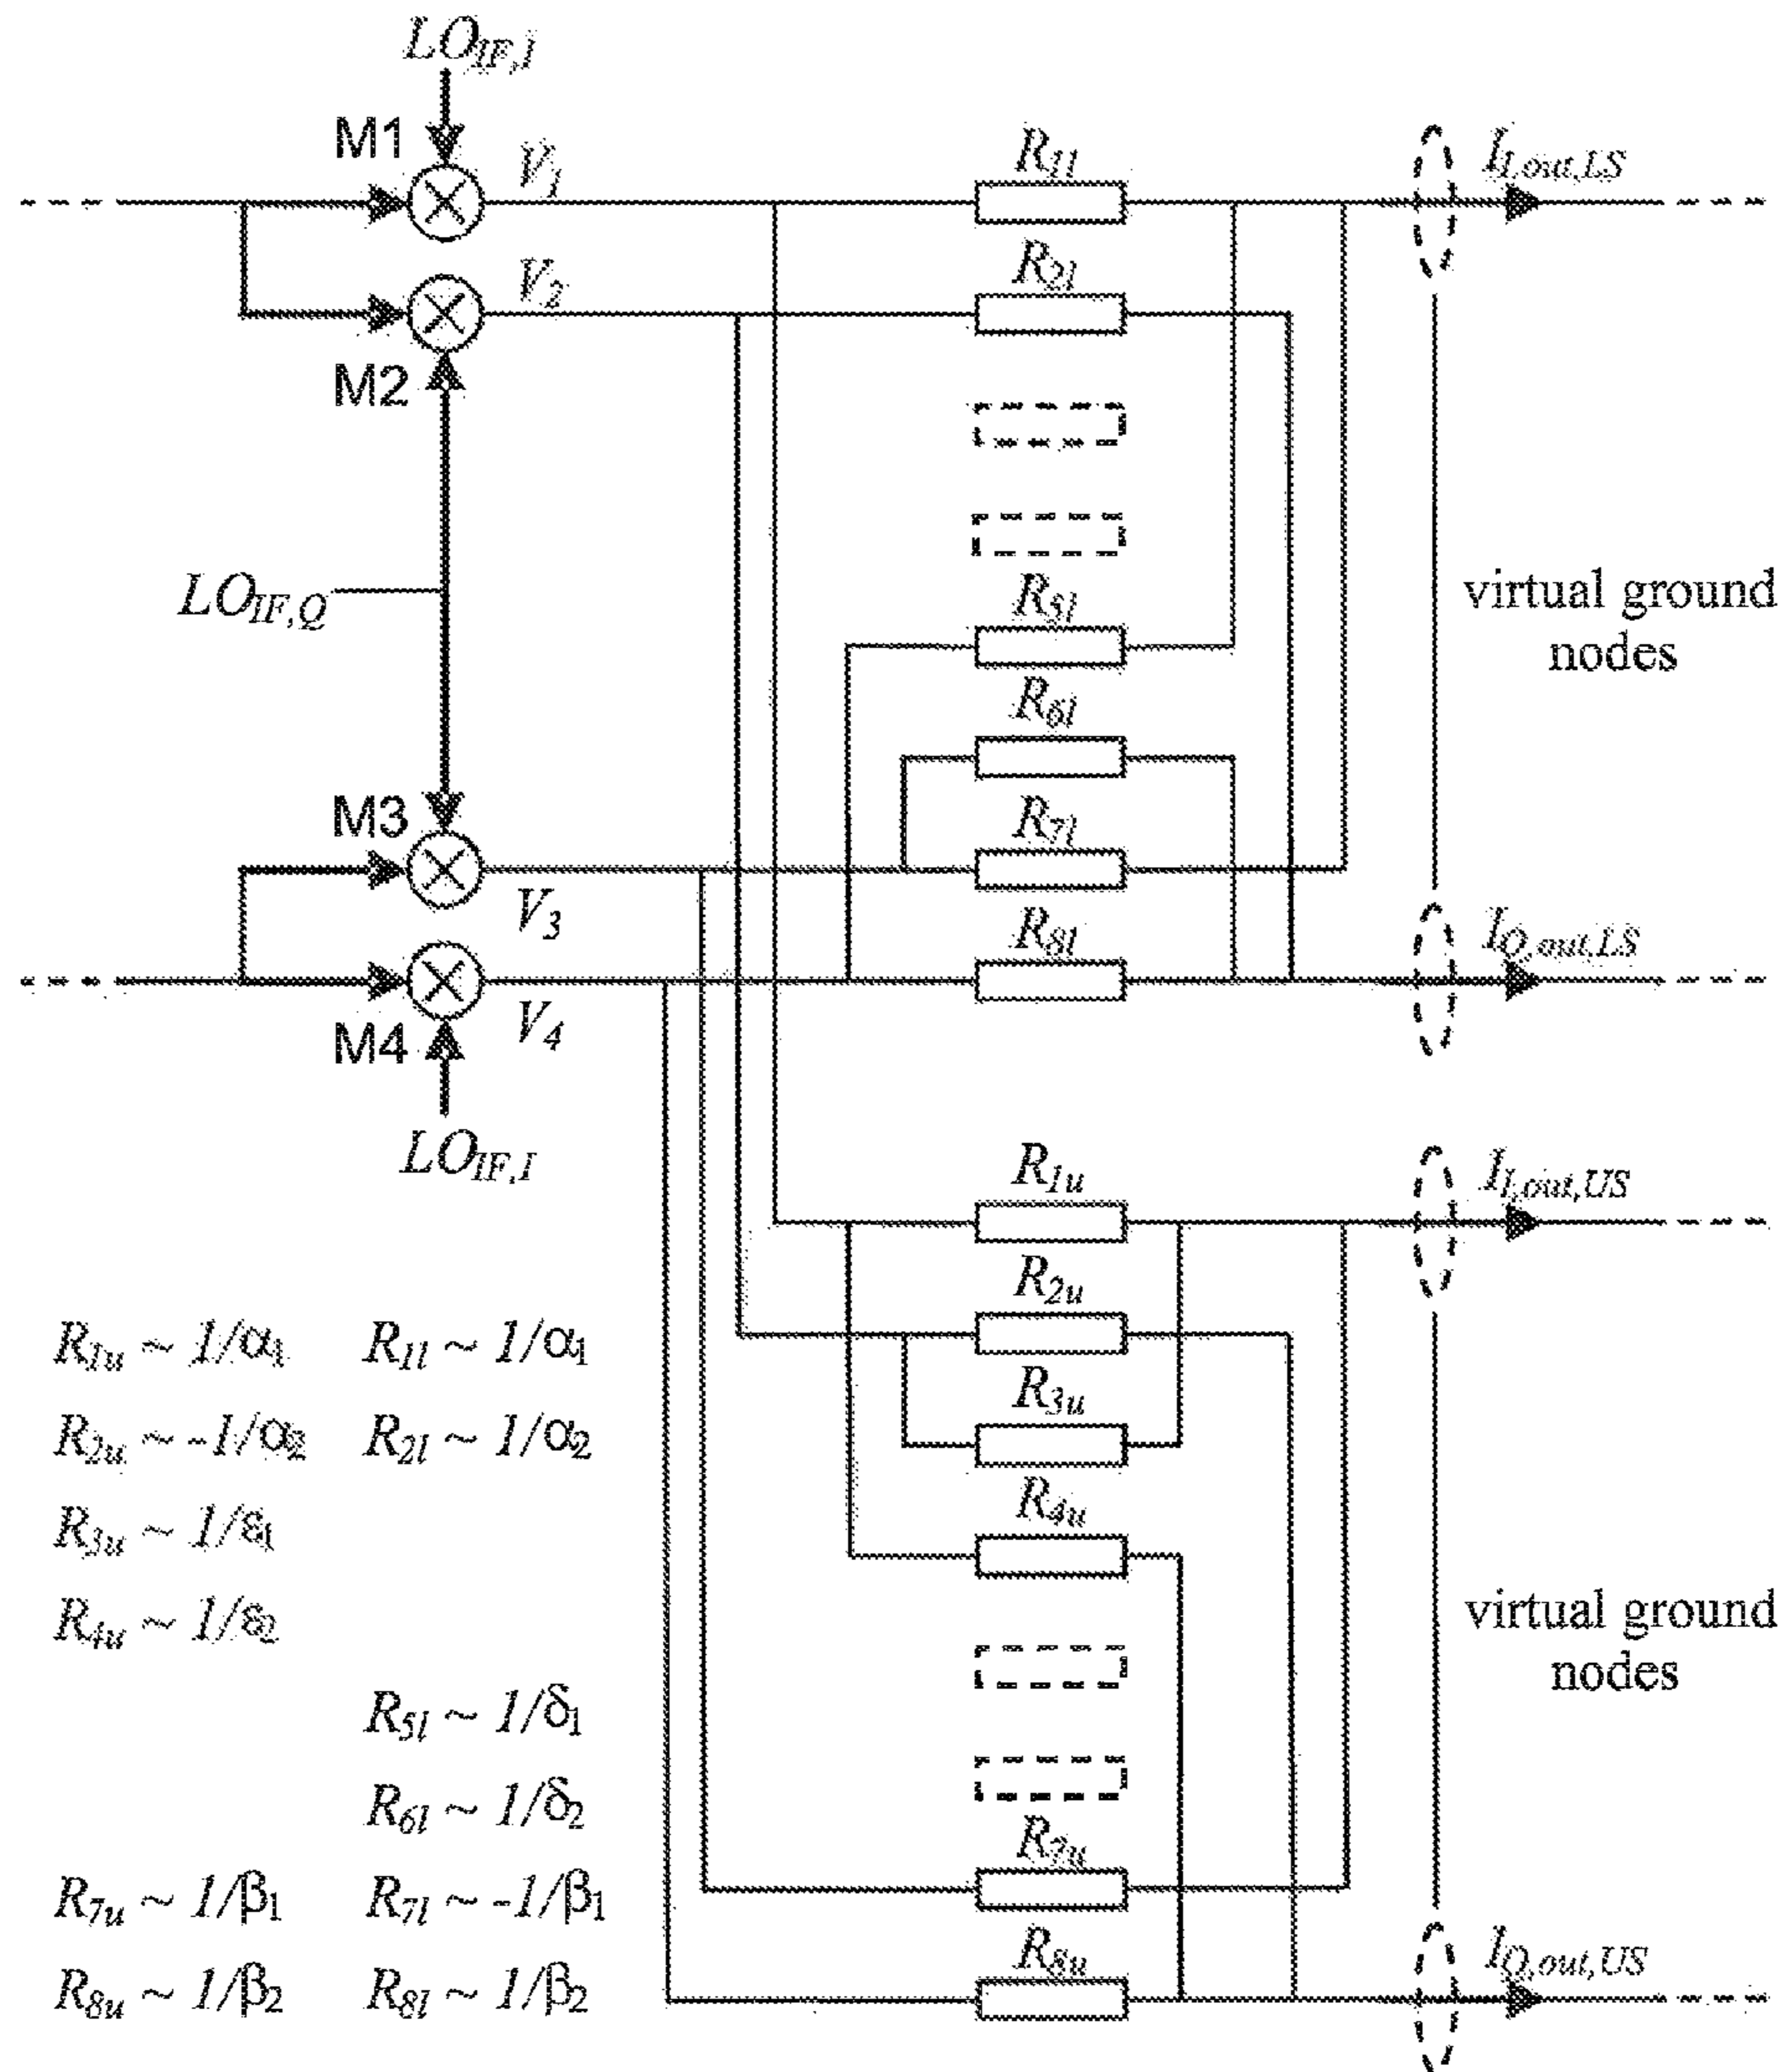 LO_IF,I
M1
V_1
R_1l
I_I,out,LS
V_2
R_2l
M2
LO_IF,Q
R_5l
virtual ground
nodes
R_6l
M3
R_7l
V_3
R_8l
I_Q,out,LS
M4
V_4
LO_IF,I
R_1u
I_I,out,US
R_2u
R_3u
R_4u
R_1u ~ 1/α_1 R_1l ~ 1/α_1
R_2u ~ -1/α_2 R_2l ~ 1/α_2
R_3u ~ 1/ε_1
R_4u ~ 1/ε_2
virtual ground
nodes
R_5l ~ 1/δ_1
R_6l ~ 1/δ_2
R_7u
R_7u ~ 1/β_1 R_7l ~ -1/β_1
R_8u
I_Q,out,US
R_8u ~ 1/β_2 R_8l ~ 1/β_2